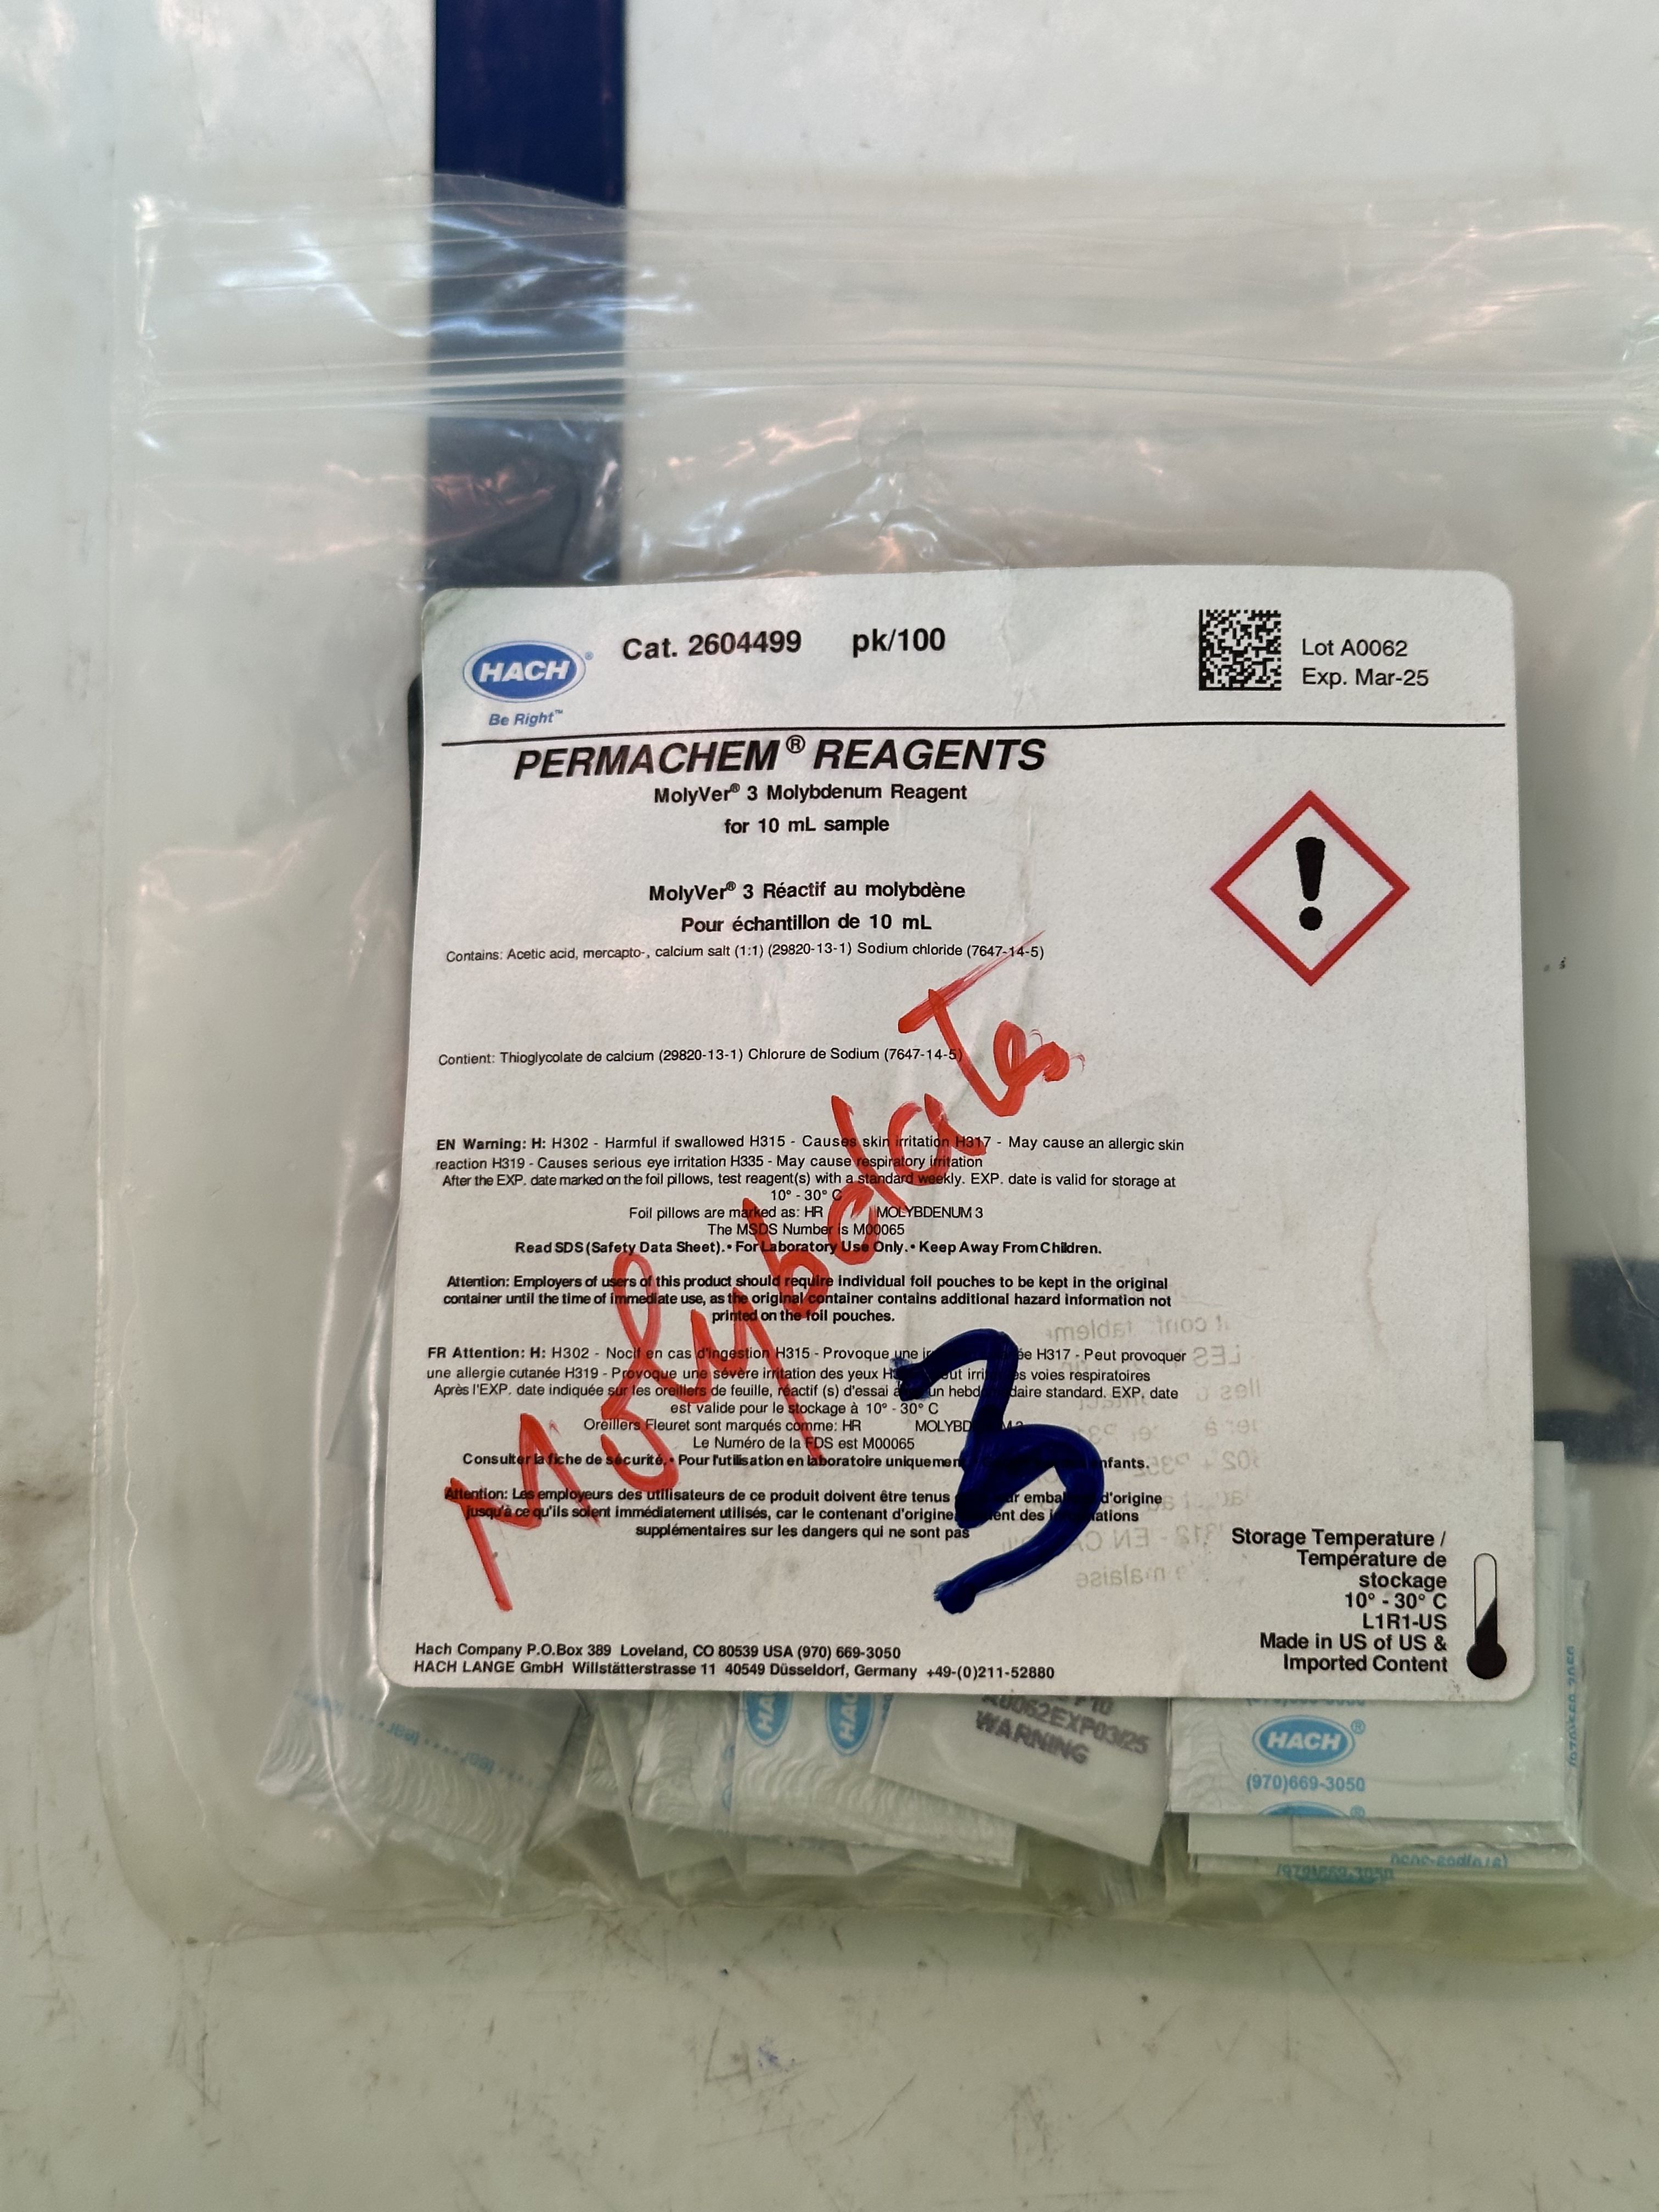 HACH®
Be Right™
Cat. 2604499 pk/100
Lot A0062
Exp. Mar-25
PERMACHEM® REAGENTS
MolyVer® 3 Molybdenum Reagent
for 10 mL sample
MolyVer® 3 Réactif au molybdène
Pour échantillon de 10 mL
Contains: Acetic acid, mercapto-, calcium salt (1:1) (29820-13-1) Sodium chloride (7647-14-5)
Contient: Thioglycolate de calcium (29820-13-1) Chlorure de Sodium (7647-14-5)
Molybdate
3
EN Warning: H: H302 - Harmful if swallowed H315 - Causes skin irritation H317 - May cause an allergic skin
reaction H319 - Causes serious eye irritation H335 - May cause respiratory irritation
After the EXP. date marked on the foil pillows, test reagent(s) with a standard weekly. EXP. date is valid for storage at
10° - 30° C
Foil pillows are marked as: HR MOLYBDENUM 3
The MSDS Number is M00065
Read SDS (Safety Data Sheet). • For Laboratory Use Only. • Keep Away From Children.
Attention: Employers of users of this product should require individual foil pouches to be kept in the original
container until the time of immediate use, as the original container contains additional hazard information not
printed on the foil pouches.
FR Attention: H: H302 - Nocif en cas d'ingestion H315 - Provoque une H317 - Peut provoquer
une allergie cutanée H319 - Provoque une sévère irritation des yeux voies respiratoires
Après l'EXP. date indiquée sur les oreillers de feuille, réactif (s) d'essai un standard. EXP. date
est valide pour le stockage à 10° - 30° C
Oreillers Fleuret sont marqués comme: HR
Le Numéro de la FDS est M00065
Consulter la fiche de sécurité. • Pour l'utilisation en laboratoire
Attention: Les employeurs des utilisateurs de ce produit doivent être tenus d'origine
jusqu'à ce qu'ils soient immédiatement utilisés, car le contenant d'origine des
supplémentaires sur les dangers qui ne sont pas
Storage Temperature /
Température de
stockage
10° - 30° C
L1R1-US
Made in US of US &
Imported Content
Hach Company P.O.Box 389 Loveland, CO 80539 USA (970) 669-3050
HACH LANGE GmbH Willstätterstrasse 11 40549 Düsseldorf, Germany +49-(0)211-52880
A0062EXP03/25
WARNING
HACH®
(970)669-3050